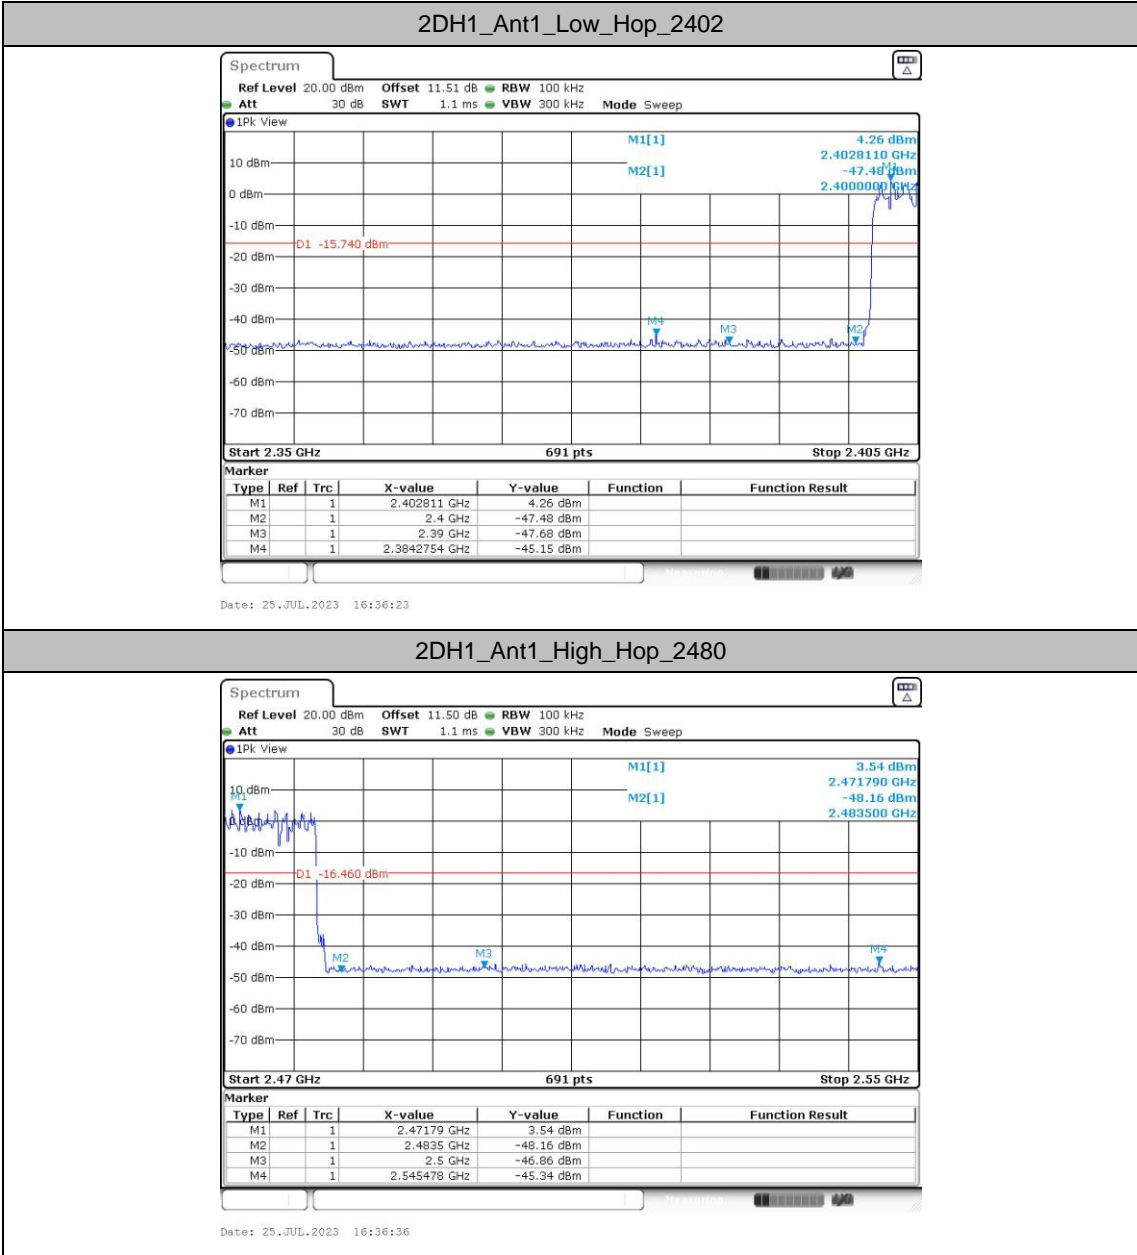 2DH1_Ant1_Low_Hop_2402
Spectrum
Ref Level 20.00 dBm Offset 11.51 dB RBW 100 kHz
Att 30 dB SWT 1.1 ms VBW 300 kHz Mode Sweep
1Pk View
M1[1] 4.26 dBm
2.4028110 GHz
M2[1] -47.48 dBm
2.4000000 GHz
M1
10 dBm
0 dBm
-10 dBm
D1 -15.740 dBm
-20 dBm
-30 dBm
-40 dBm
M4 M3 M2
-50 dBm
-60 dBm
-70 dBm
Start 2.35 GHz 691 pts Stop 2.405 GHz
Marker
Type Ref Trc X-value Y-value Function Function Result
M1 1 2.402811 GHz 4.26 dBm
M2 1 2.4 GHz -47.48 dBm
M3 1 2.39 GHz -47.68 dBm
M4 1 2.3842754 GHz -45.15 dBm
Date: 25.JUL.2023 16:36:23
2DH1_Ant1_High_Hop_2480
Spectrum
Ref Level 20.00 dBm Offset 11.50 dB RBW 100 kHz
Att 30 dB SWT 1.1 ms VBW 300 kHz Mode Sweep
1Pk View
M1[1] 3.54 dBm
2.471790 GHz
M2[1] -48.16 dBm
2.483500 GHz
10 dBm
M1
0 dBm
-10 dBm
D1 -16.460 dBm
-20 dBm
-30 dBm
-40 dBm
M2 M3 M4
-50 dBm
-60 dBm
-70 dBm
Start 2.47 GHz 691 pts Stop 2.55 GHz
Marker
Type Ref Trc X-value Y-value Function Function Result
M1 1 2.47179 GHz 3.54 dBm
M2 1 2.4835 GHz -48.16 dBm
M3 1 2.5 GHz -46.86 dBm
M4 1 2.545478 GHz -45.34 dBm
Date: 25.JUL.2023 16:36:36